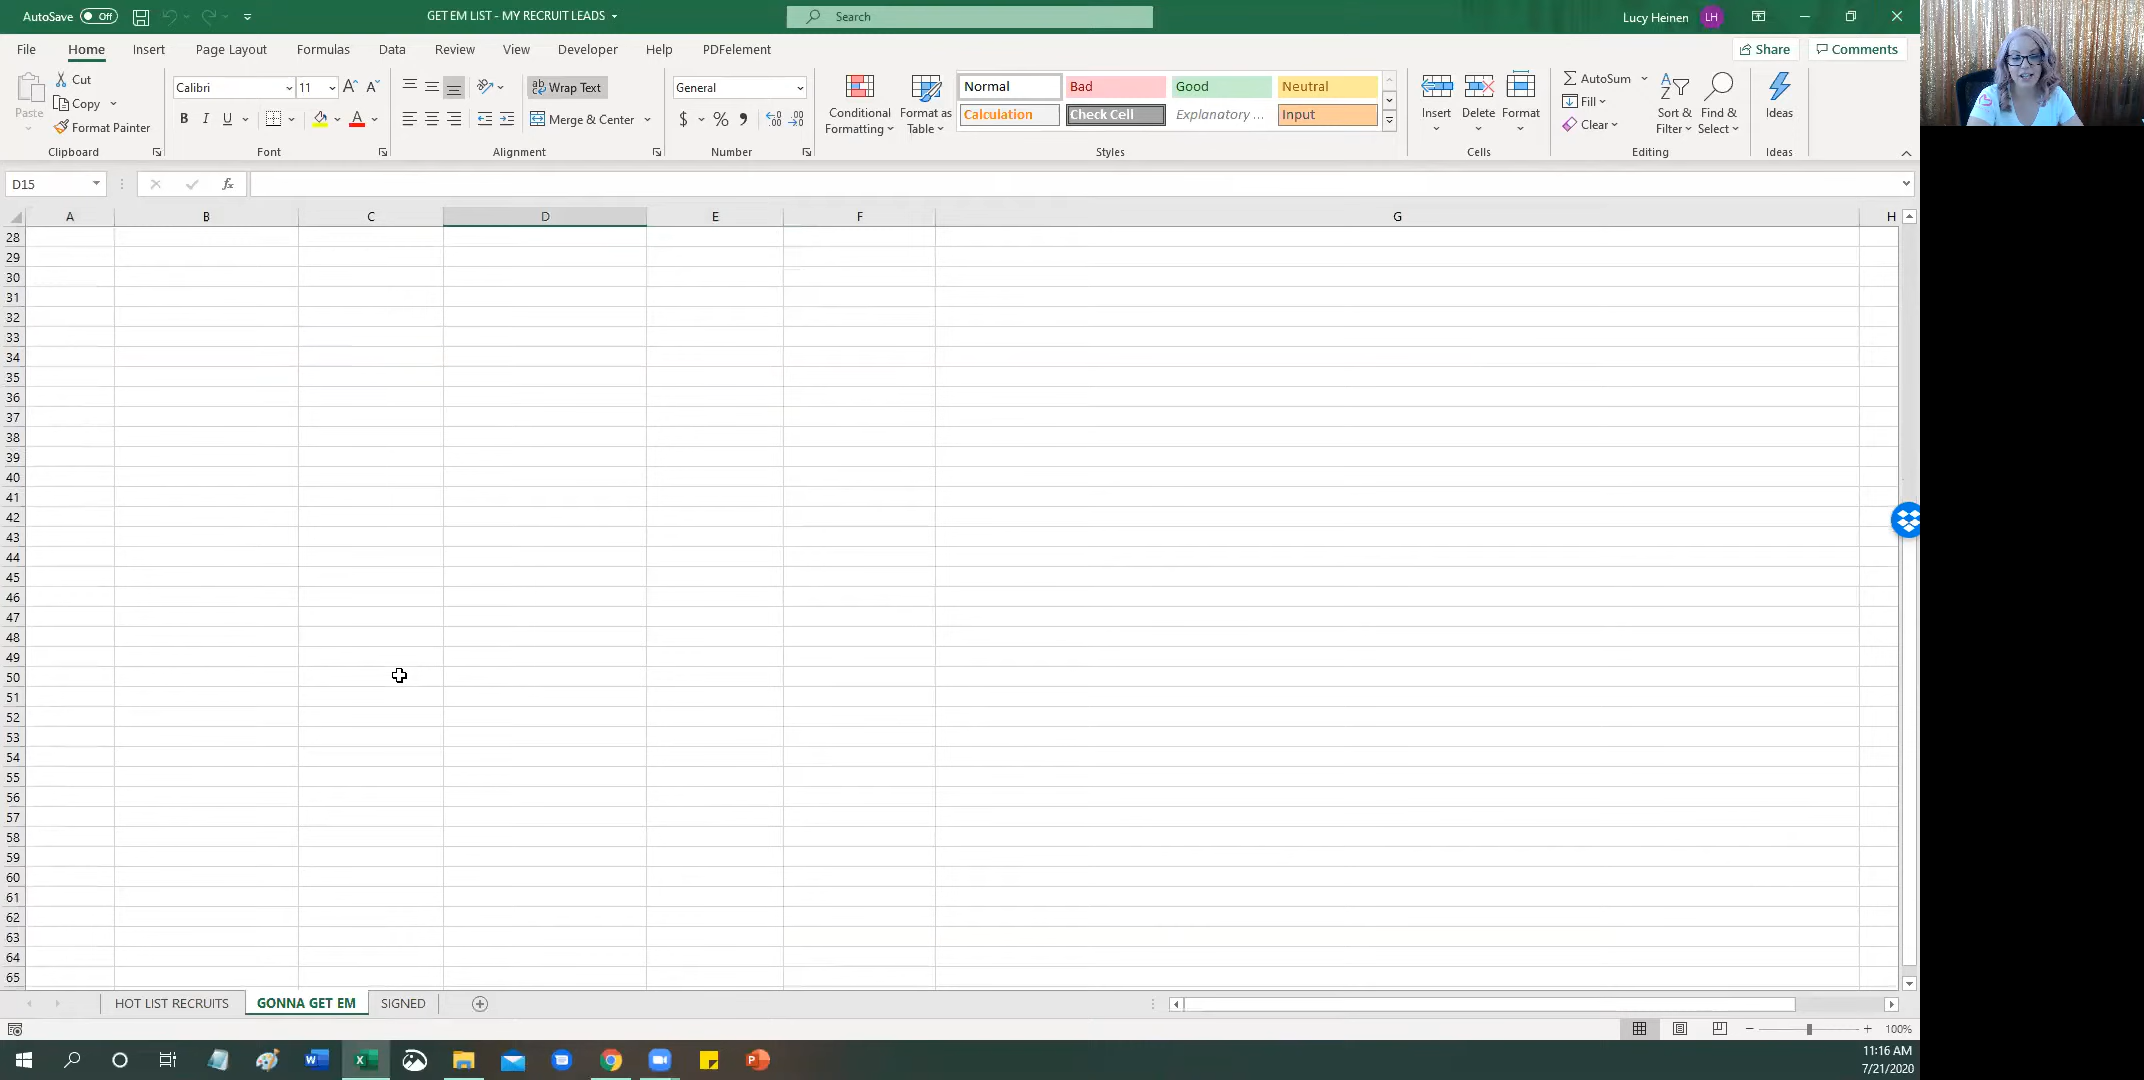 AutoSave Off
GET EM LIST - MY RECRUIT LEADS
Search
Lucy Heinen LH
File Home Insert Page Layout Formulas Data Review View Developer Help PDFelement
Share Comments
Paste
Cut
Copy
Format Painter
Clipboard
Calibri 11
B I U
Font
Wrap Text
Merge & Center
Alignment
General
$ % ,
Number
Conditional Formatting
Format as Table
Normal Bad Good Neutral
Calculation Check Cell Explanatory ... Input
Styles
Insert Delete Format
Cells
AutoSum
Fill
Clear
Sort & Filter
Find & Select
Editing
Ideas
Ideas
D15 fx
A B C D E F G H
28
29
30
31
32
33
34
35
36
37
38
39
40
41
42
43
44
45
46
47
48
49
50
51
52
53
54
55
56
57
58
59
60
61
62
63
64
65
HOT LIST RECRUITS GONNA GET EM SIGNED
100%
11:16 AM
7/21/2020